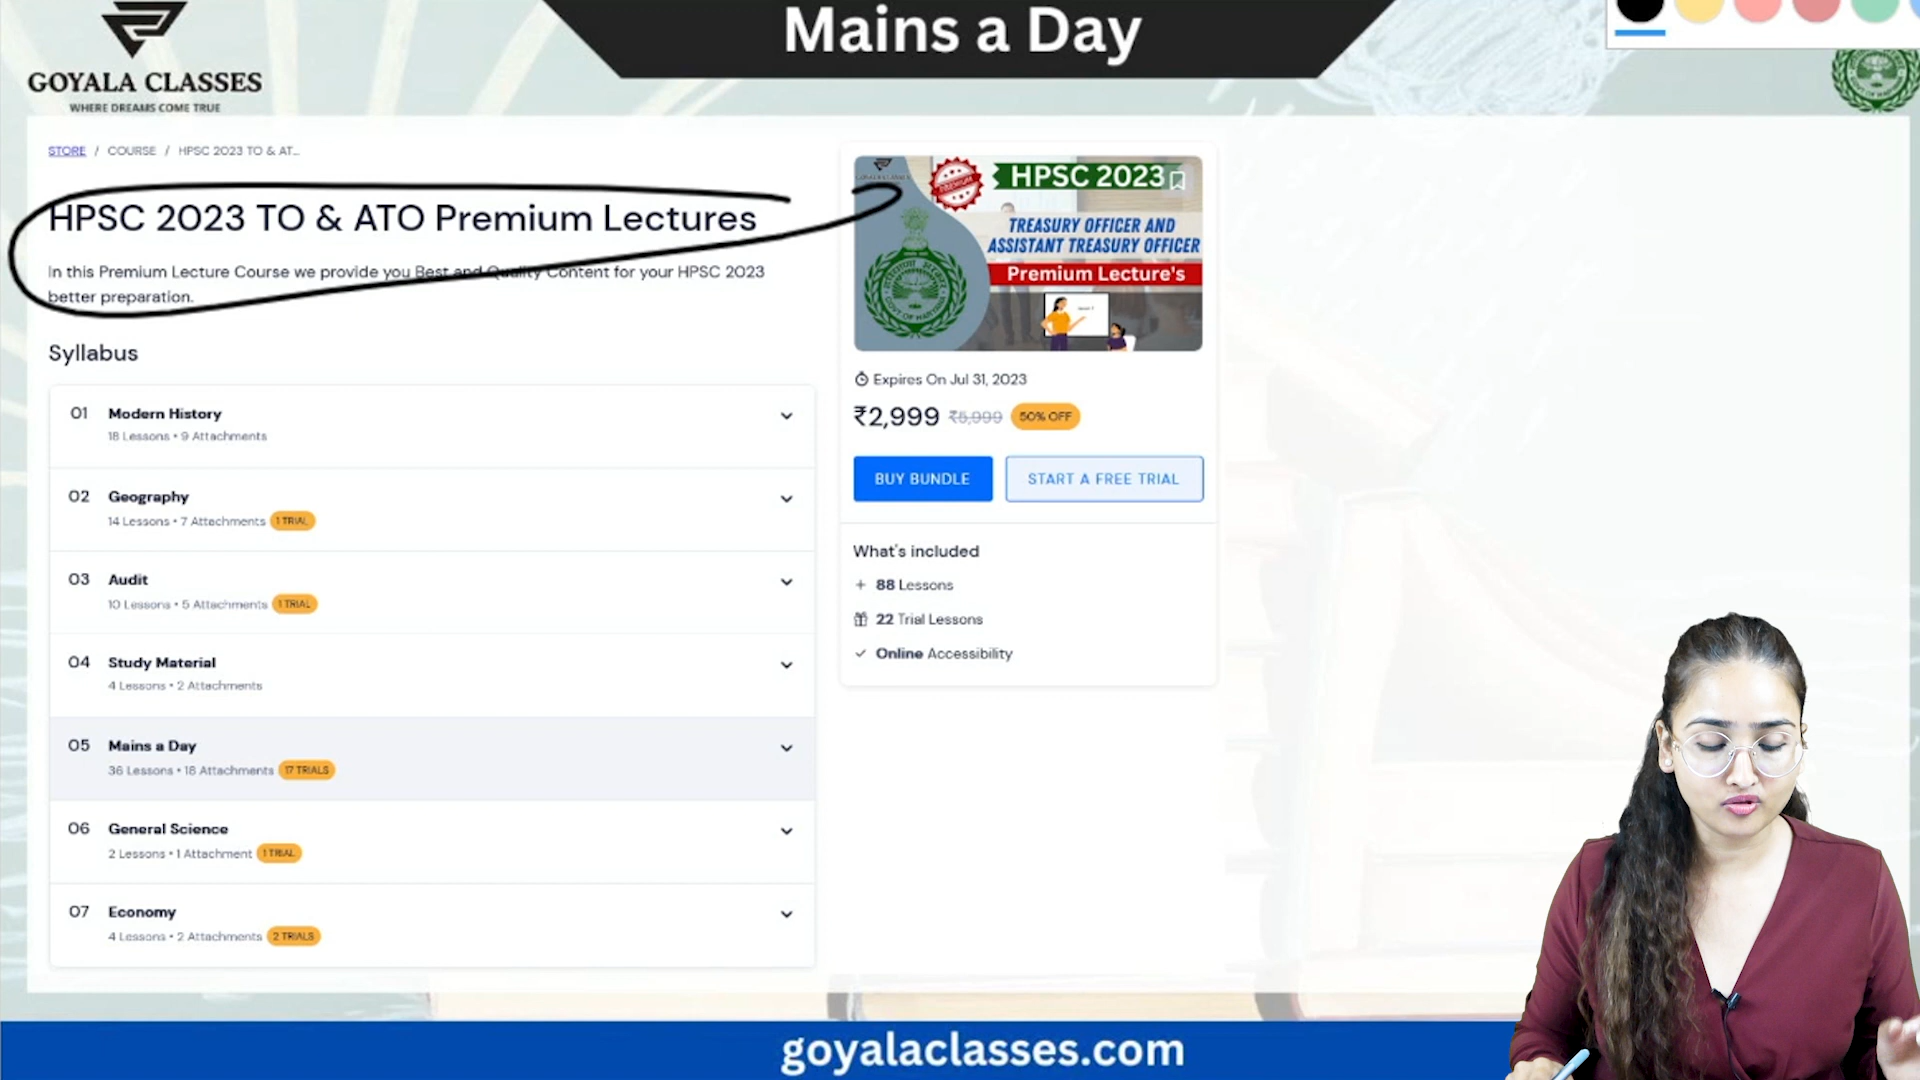 Mains a Day
GOYALA CLASSES
WHERE DREAMS COME TRUE
STORE / COURSE / HPSC 2023 TO & AT...
HPSC 2023 TO & ATO Premium Lectures
In this Premium Lecture Course we provide you Best and Quality Content for your HPSC 2023
better preparation.
Syllabus
01 Modern History
18 Lessons • 9 Attachments
02 Geography
14 Lessons • 7 Attachments 1 TRIAL
03 Audit
10 Lessons • 5 Attachments 1 TRIAL
04 Study Material
4 Lessons • 2 Attachments
05 Mains a Day
36 Lessons • 18 Attachments 17 TRIALS
06 General Science
2 Lessons • 1 Attachment 1 TRIAL
07 Economy
4 Lessons • 2 Attachments 2 TRIALS
PREMIUM
HPSC 2023
TREASURY OFFICER AND
ASSISTANT TREASURY OFFICER
Premium Lecture's
GOVT OF HARYANA
Expires On Jul 31, 2023
₹2,999 ₹5,999 50% OFF
BUY BUNDLE START A FREE TRIAL
What's included
+ 88 Lessons
22 Trial Lessons
Online Accessibility
goyalaclasses.com